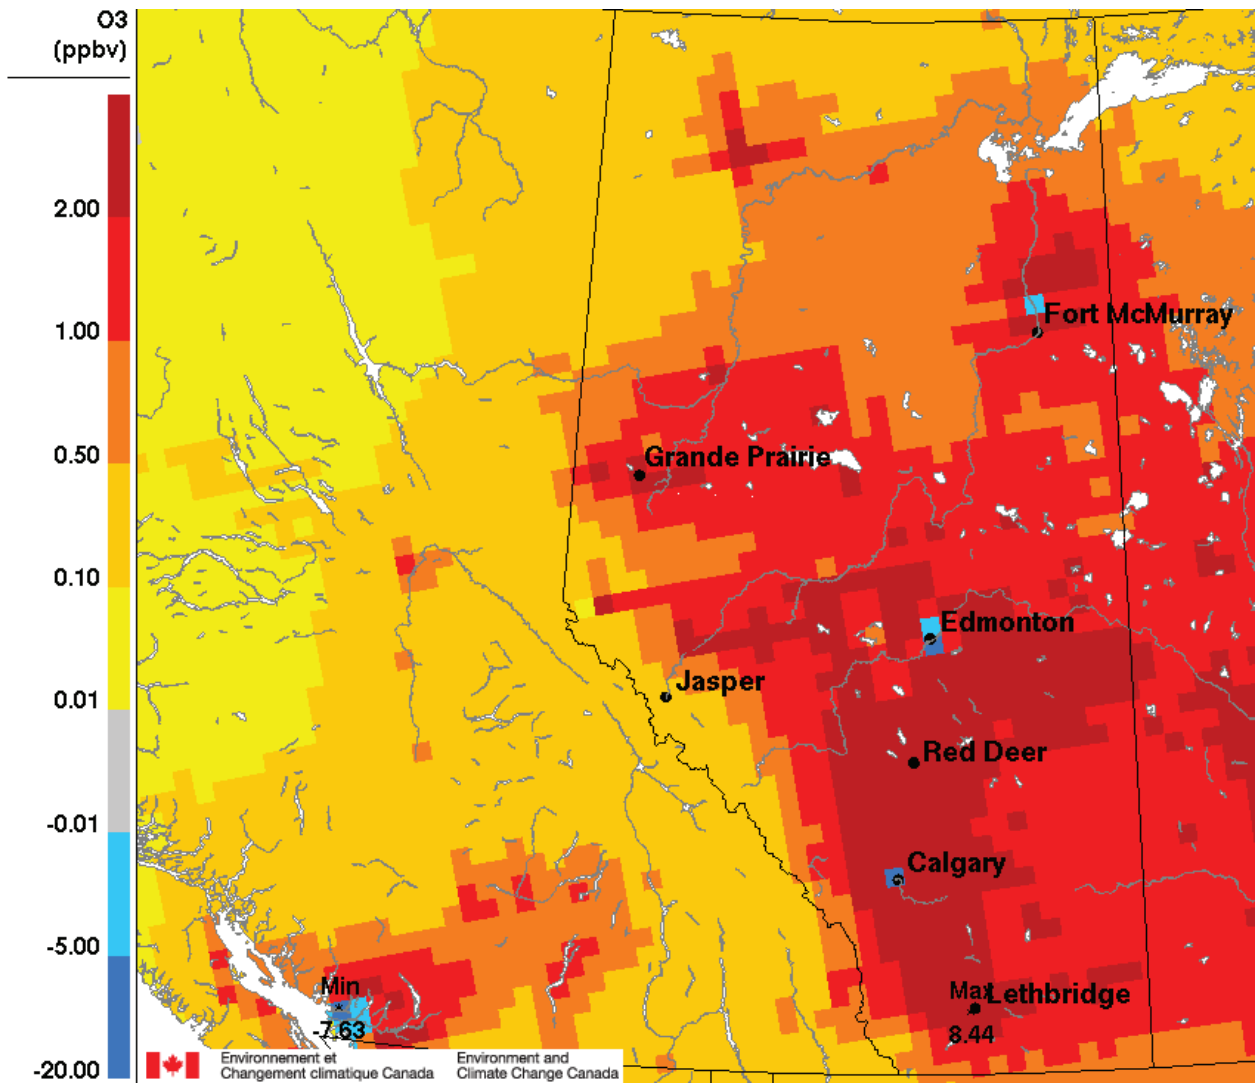 O3
(ppbv)
2.00
1.00
0.50
0.10
0.01
-0.01
-5.00
-20.00
Fort McMurray
Grande Prairie
Edmonton
Jasper
Red Deer
Calgary
Min
-7.63
Max
Lethbridge
8.44
Environnement et
Changement climatique Canada
Environment and
Climate Change Canada